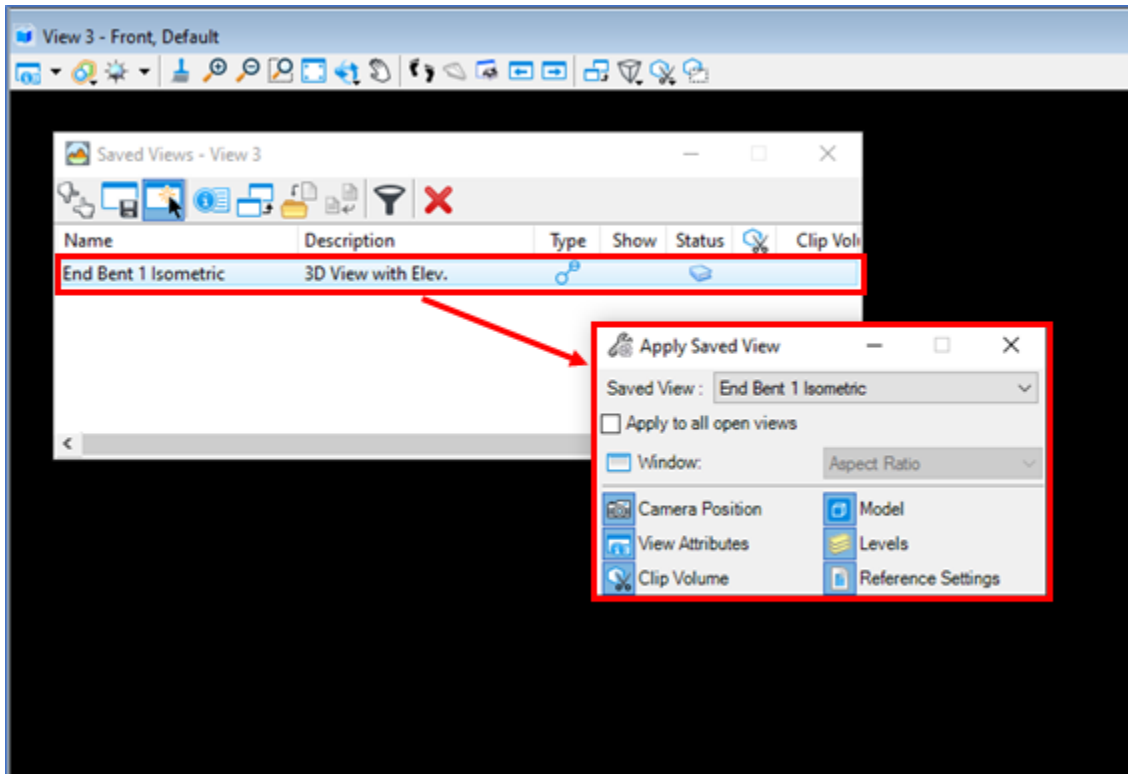 View 3 - Front, Default
Saved Views - View 3
Name Description Type Show Status Clip Volu
End Bent 1 Isometric 3D View with Elev.
Apply Saved View
Saved View : End Bent 1 Isometric
Apply to all open views
Window: Aspect Ratio
Camera Position Model
View Attributes Levels
Clip Volume Reference Settings